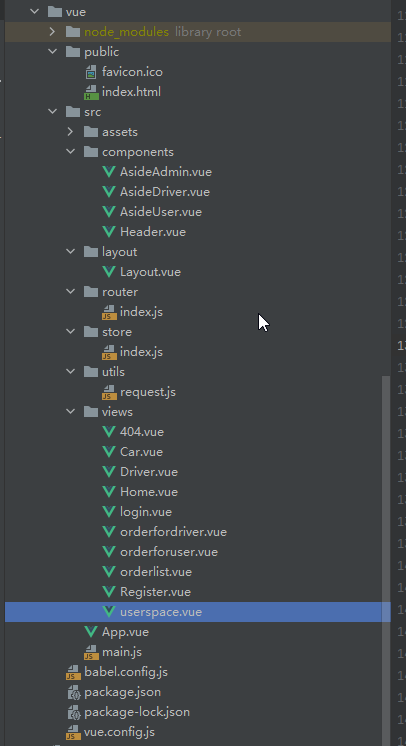 vue
node_modules library root
public
favicon.ico
index.html
src
assets
components
AsideAdmin.vue
AsideDriver.vue
AsideUser.vue
Header.vue
layout
Layout.vue
router
index.js
store
index.js
utils
request.js
views
404.vue
Car.vue
Driver.vue
Home.vue
login.vue
orderfordriver.vue
orderforuser.vue
orderlist.vue
Register.vue
userspace.vue
App.vue
main.js
babel.config.js
package.json
package-lock.json
vue.config.js